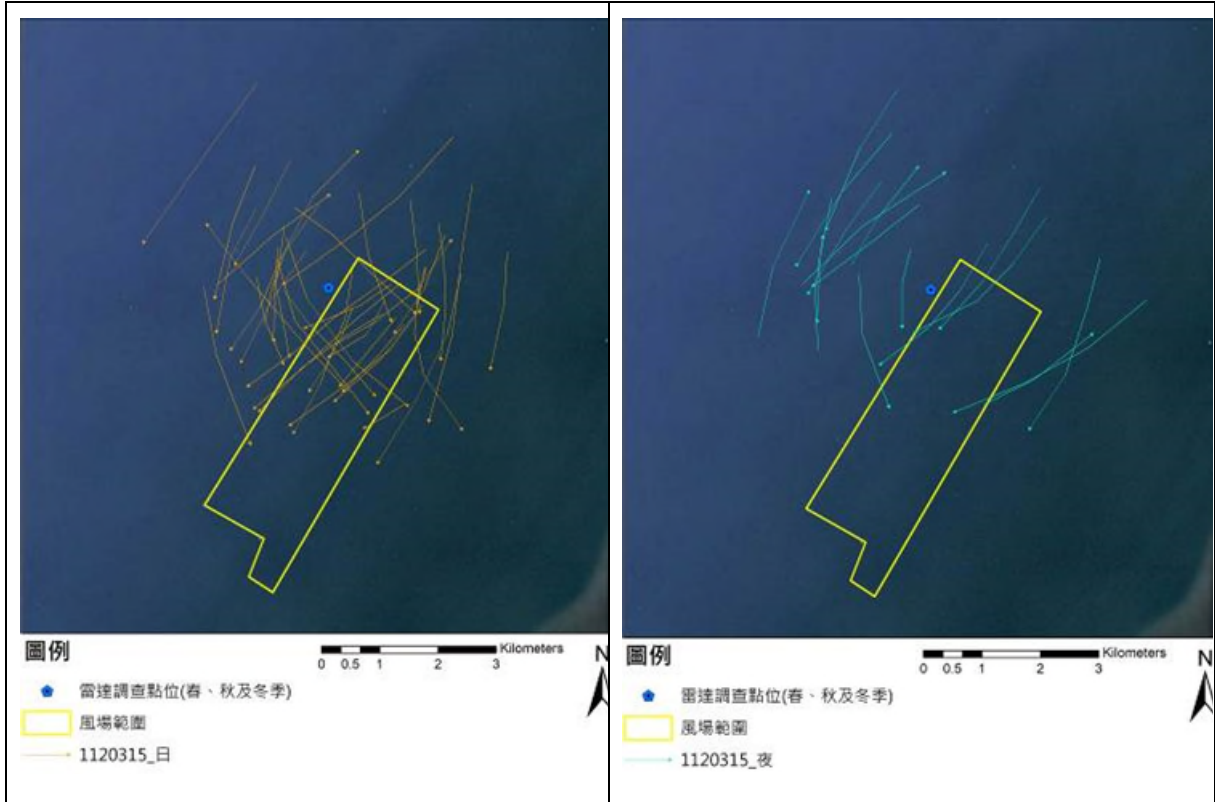 圖例
Kilometers
0 0.5 1 2 3
N
雷達調查點位(春、秋及冬季)
風場範圍
1120315_日
圖例
Kilometers
0 0.5 1 2 3
N
雷達調查點位(春、秋及冬季)
風場範圍
1120315_夜